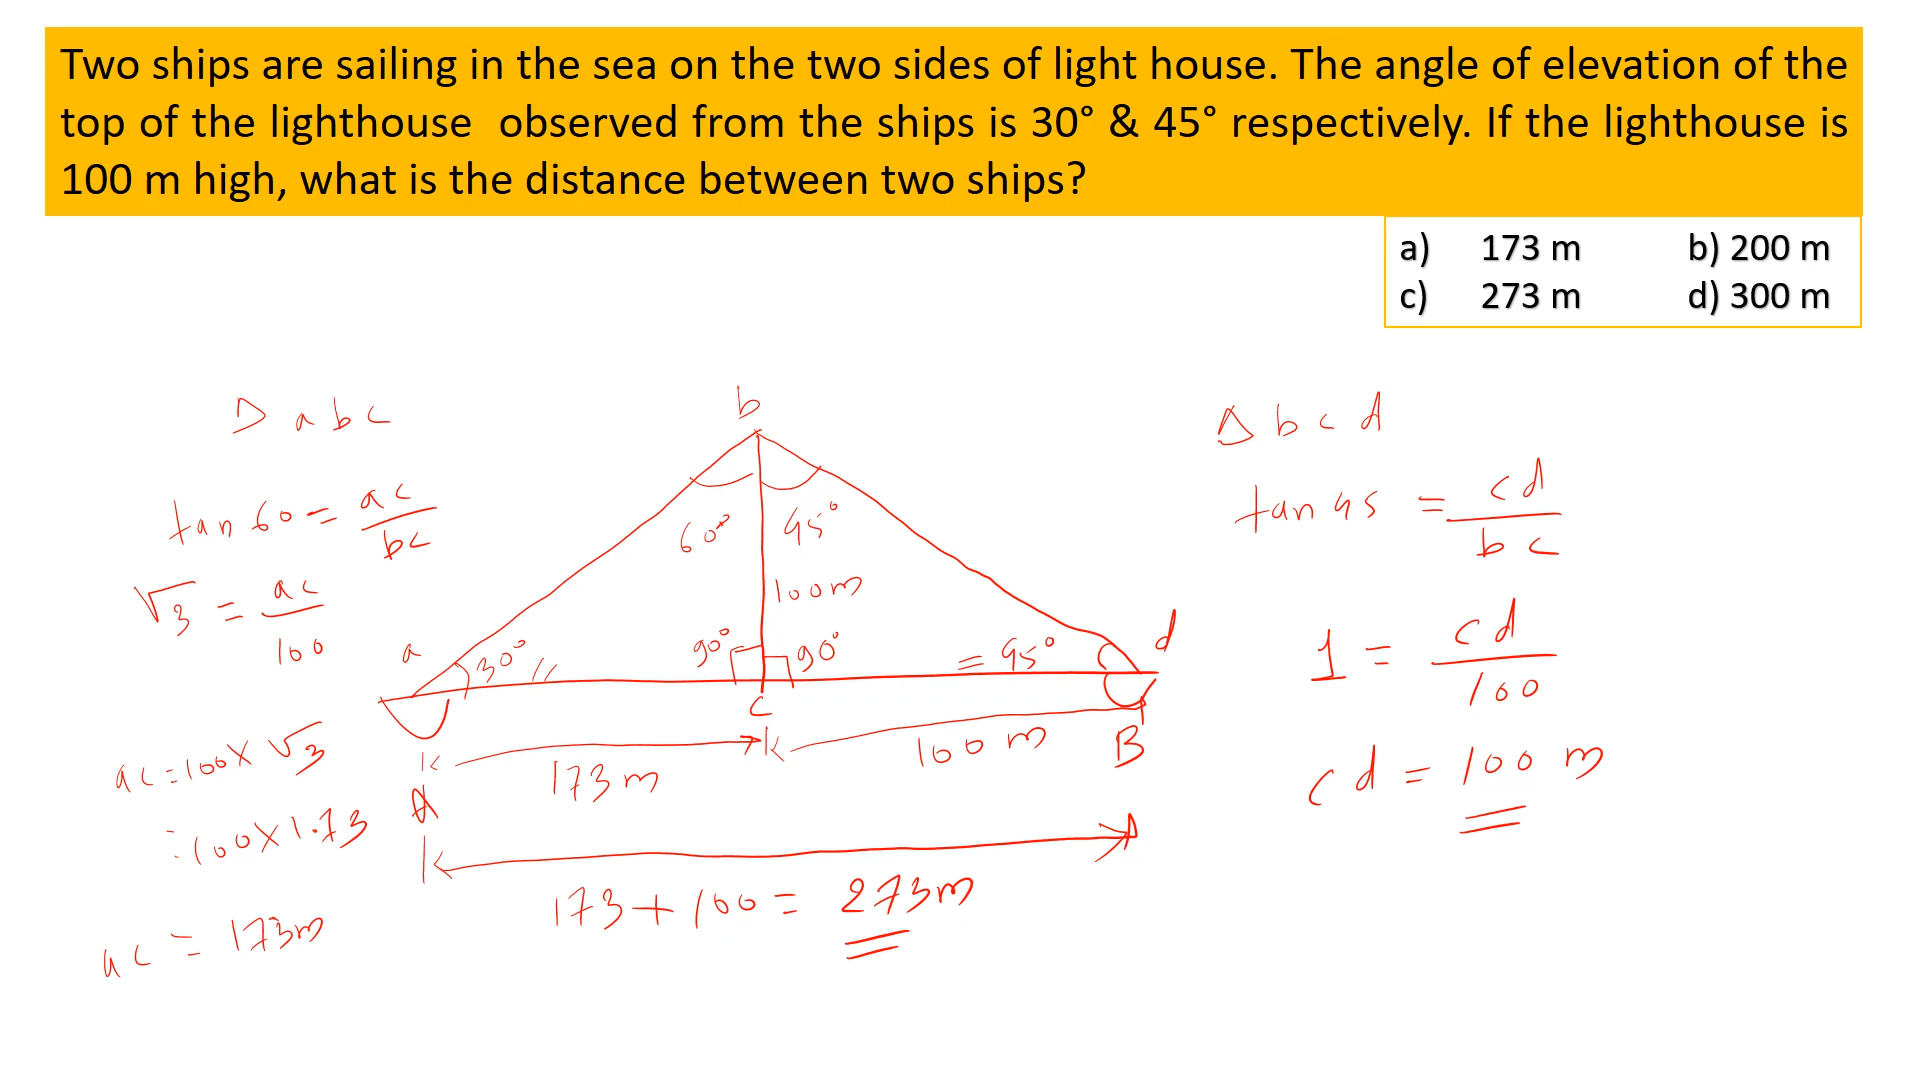 Two ships are sailing in the sea on the two sides of light house. The angle of elevation of the
top of the lighthouse observed from the ships is 30° & 45° respectively. If the lighthouse is
100 m high, what is the distance between two ships?
a) 173 m b) 200 m
c) 273 m d) 300 m
Δ abc
tan 60 = ac/bc
√3 = ac/100
ac = 100 × √3
= 100 × 1.73
ac = 173m
b
60° 45°
100m
a 30° 90° 90° = 45° d
c
173m 100m B
A
173 + 100 = 273m
Δ bcd
tan 45 = cd/bc
1 = cd/100
cd = 100 m